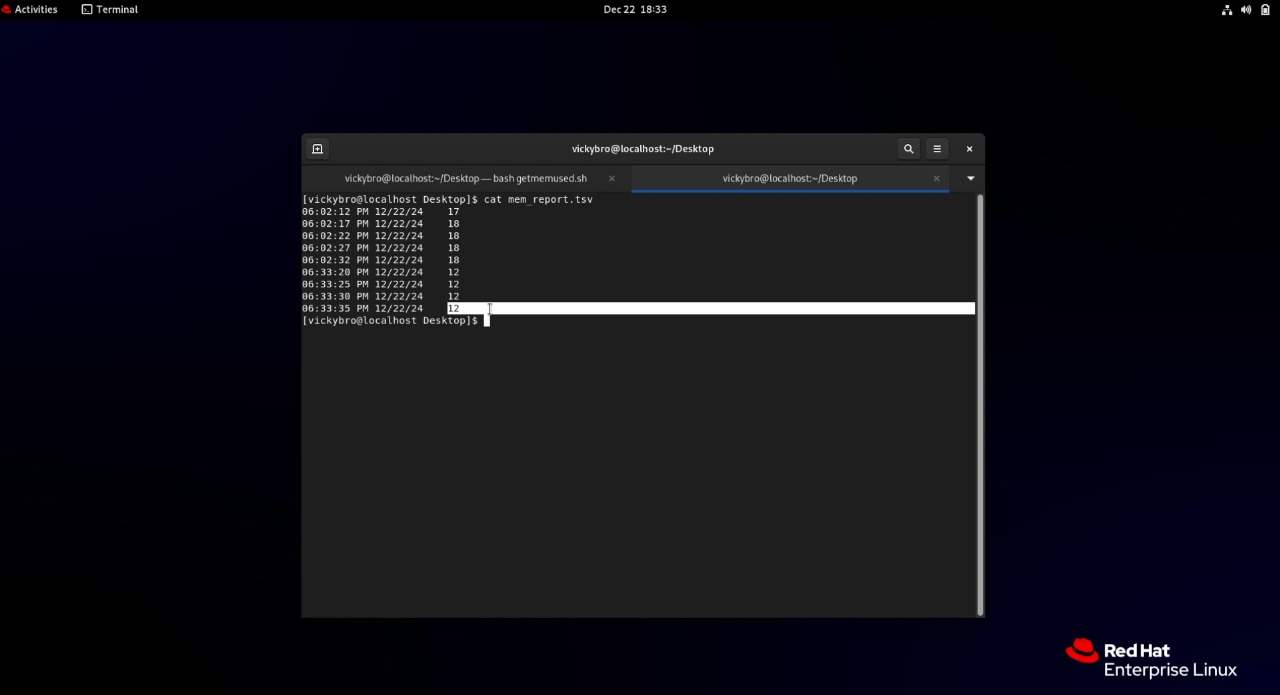 Activities Terminal Dec 22 18:33
vickybro@localhost:~/Desktop
vickybro@localhost:~/Desktop — bash getmemused.sh vickybro@localhost:~/Desktop
[vickybro@localhost Desktop]$ cat mem_report.tsv
06:02:12 PM 12/22/24 17
06:02:17 PM 12/22/24 18
06:02:22 PM 12/22/24 18
06:02:27 PM 12/22/24 18
06:02:32 PM 12/22/24 18
06:33:20 PM 12/22/24 12
06:33:25 PM 12/22/24 12
06:33:30 PM 12/22/24 12
06:33:35 PM 12/22/24 12
[vickybro@localhost Desktop]$
Red Hat
Enterprise Linux